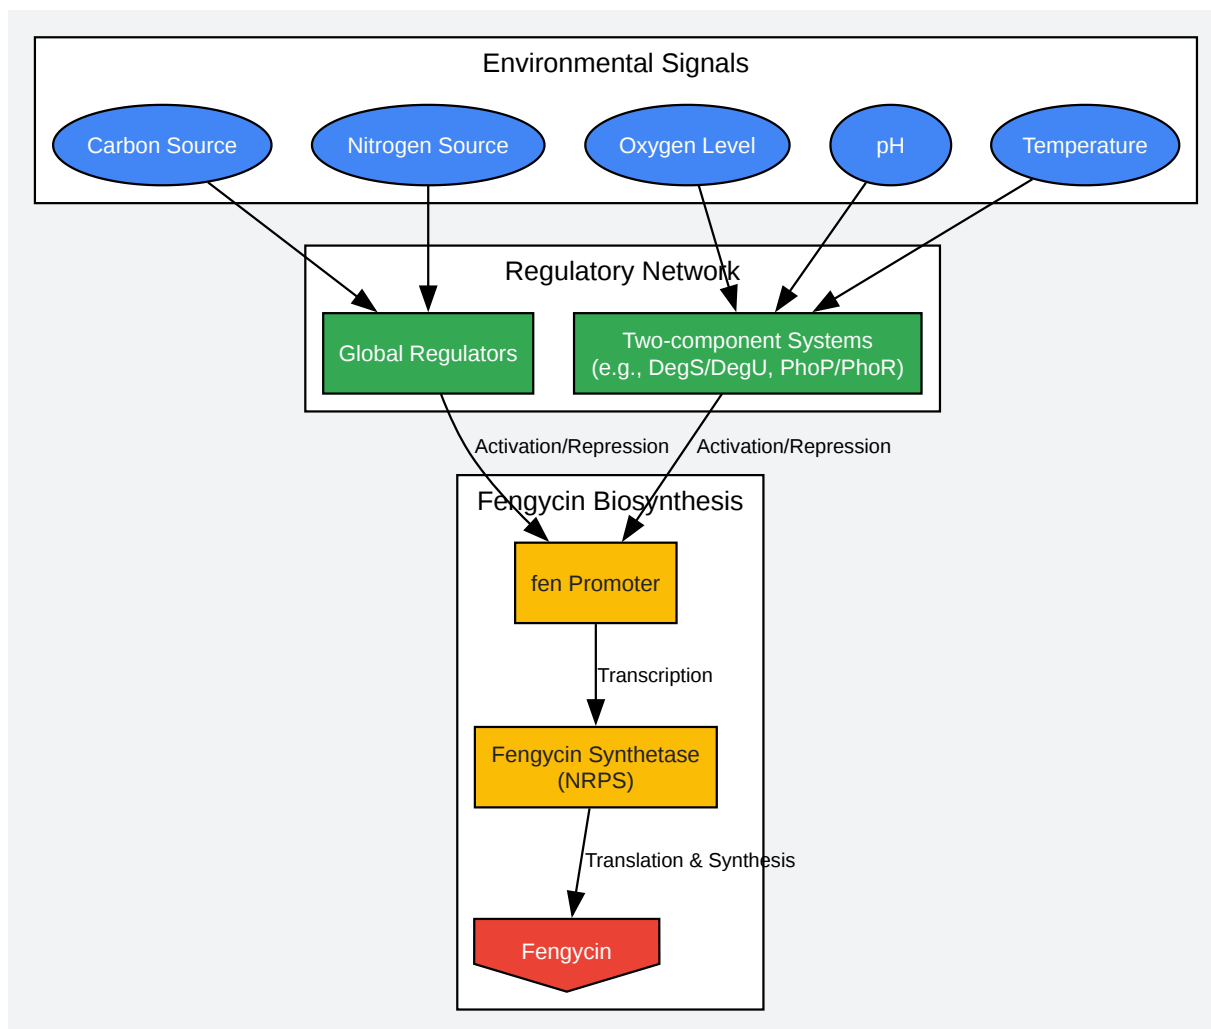 Environmental Signals
Carbon Source
Nitrogen Source
Oxygen Level
pH
Temperature
Regulatory Network
Global Regulators
Two-component Systems
(e.g., DegS/DegU, PhoP/PhoR)
Activation/Repression
Activation/Repression
Fengycin Biosynthesis
fen Promoter
Transcription
Fengycin Synthetase
(NRPS)
Translation & Synthesis
Fengycin